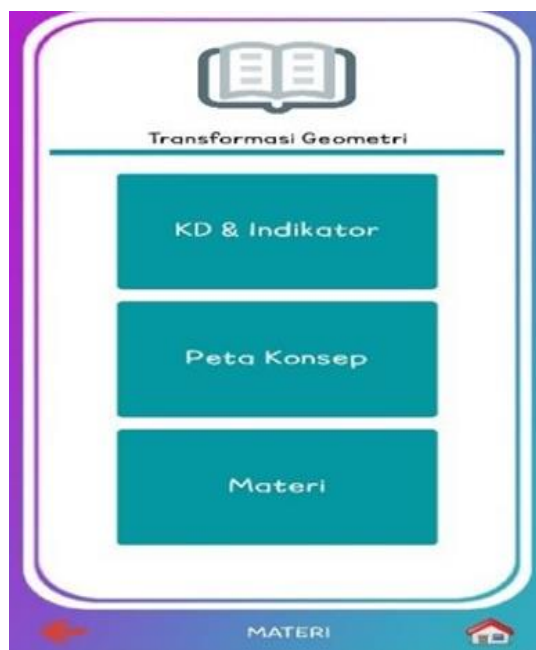 Transformasi Geometri
KD & Indikator
Peta Konsep
Materi
MATERI